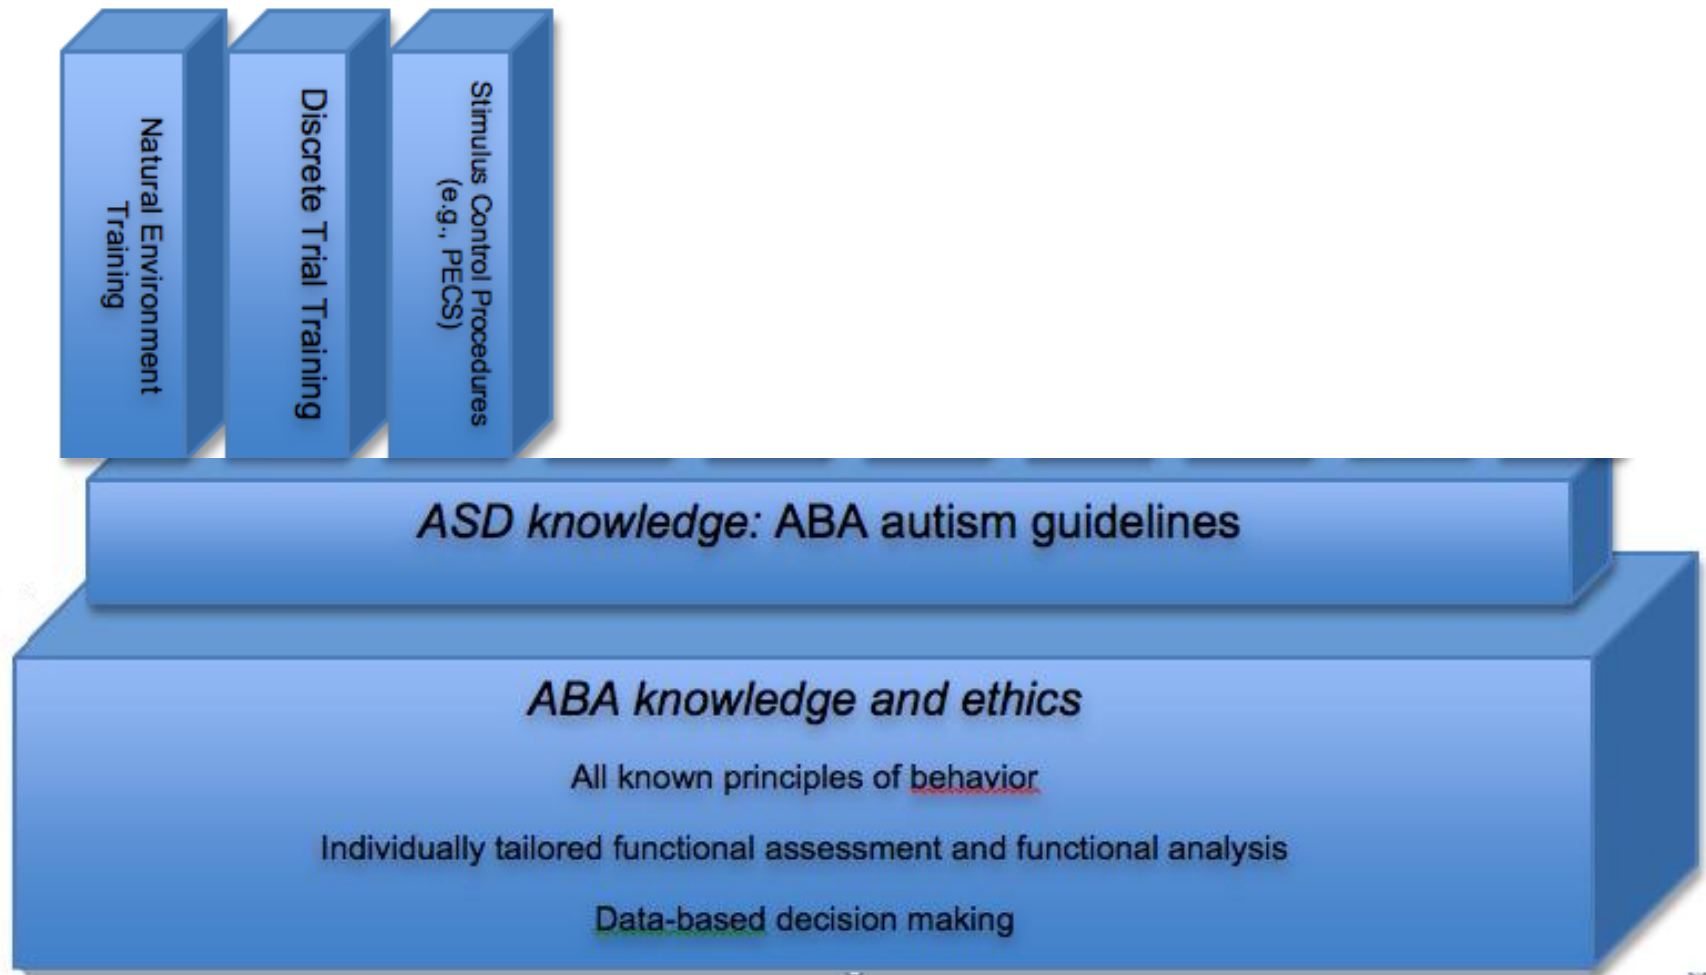 Natural Environment
Training
Discrete Trial Training
Stimulus Control Procedures
(e.g., PECS)
ASD knowledge: ABA autism guidelines
ABA knowledge and ethics
All known principles of behavior
Individually tailored functional assessment and functional analysis
Data-based decision making